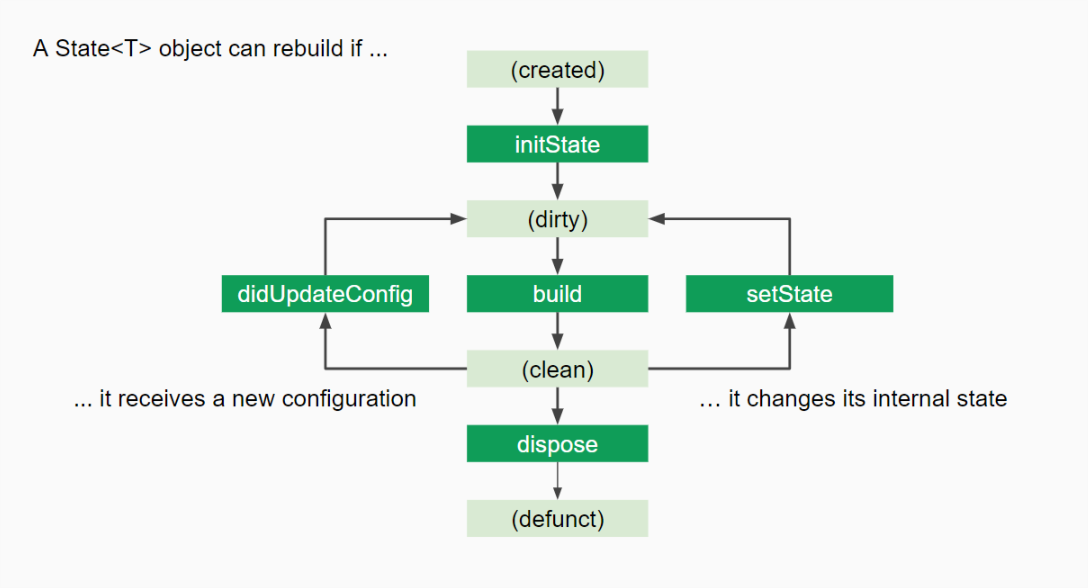 A State<T> object can rebuild if ...
(created)
initState
(dirty)
didUpdateConfig
build
setState
(clean)
... it receives a new configuration
… it changes its internal state
dispose
(defunct)